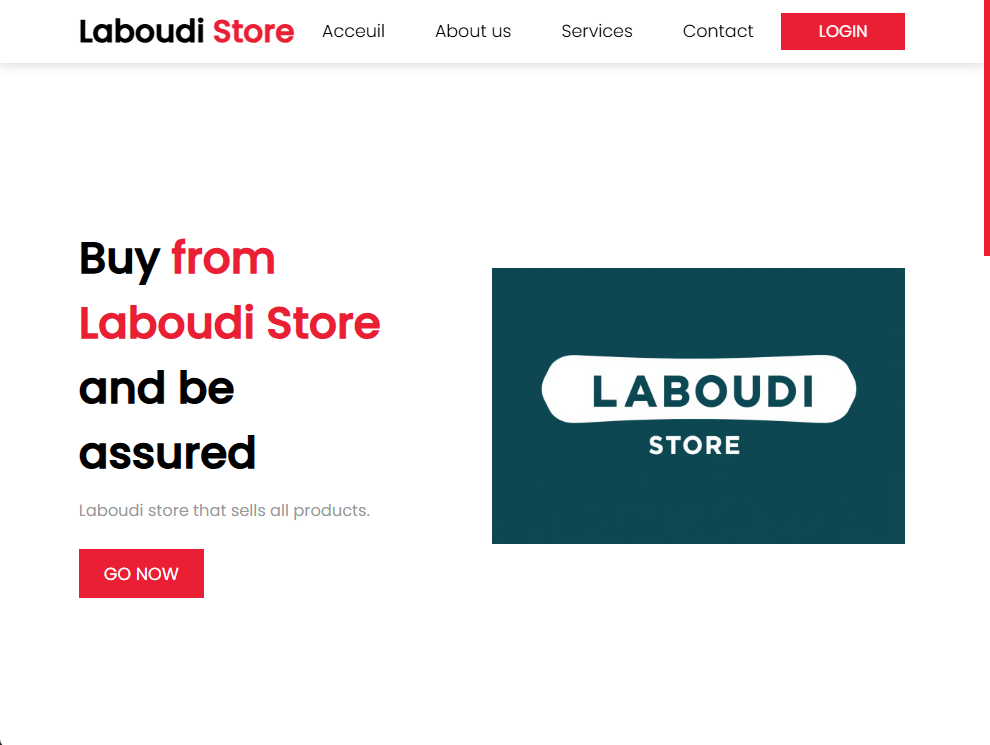 Laboudi Store Acceuil About us Services Contact LOGIN
Buy from
Laboudi Store
and be
assured
Laboudi store that sells all products.
GO NOW
LABOUDI
STORE